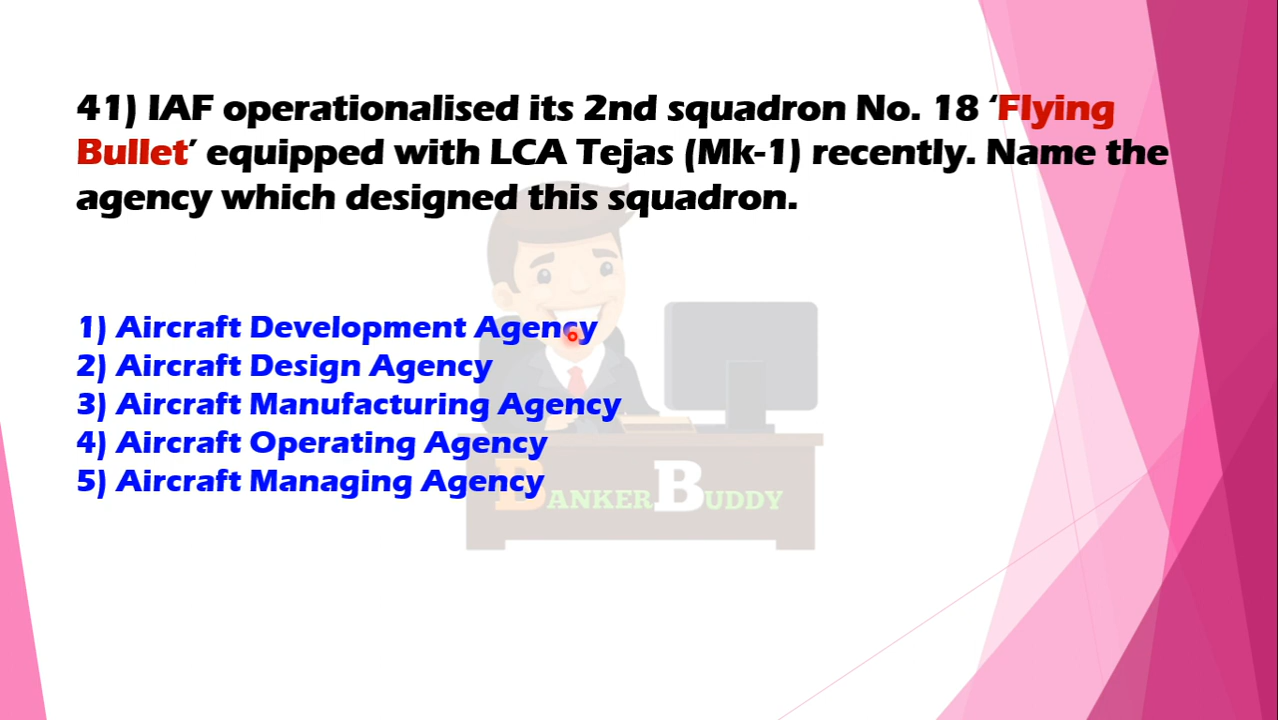 41) IAF operationalised its 2nd squadron No. 18 ‘Flying
Bullet’ equipped with LCA Tejas (Mk-1) recently. Name the
agency which designed this squadron.
1) Aircraft Development Agency
2) Aircraft Design Agency
3) Aircraft Manufacturing Agency
4) Aircraft Operating Agency
5) Aircraft Managing Agency
BANKER BUDDY